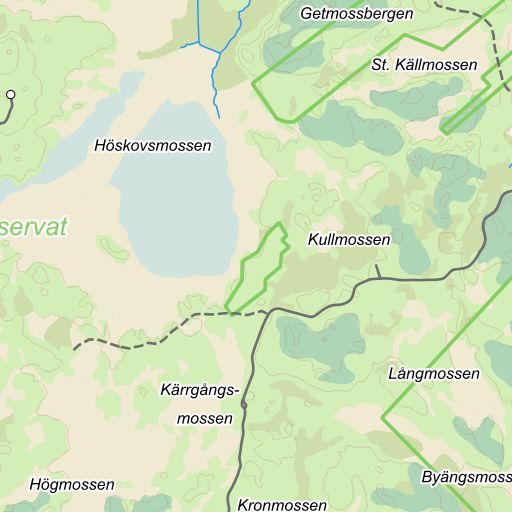 Getmossbergen
St. Källmossen
Höskovsmossen
servat
Kullmossen
Långmossen
Kärrgångs-
mossen
Byängsmoss
Högmossen
Kronmossen